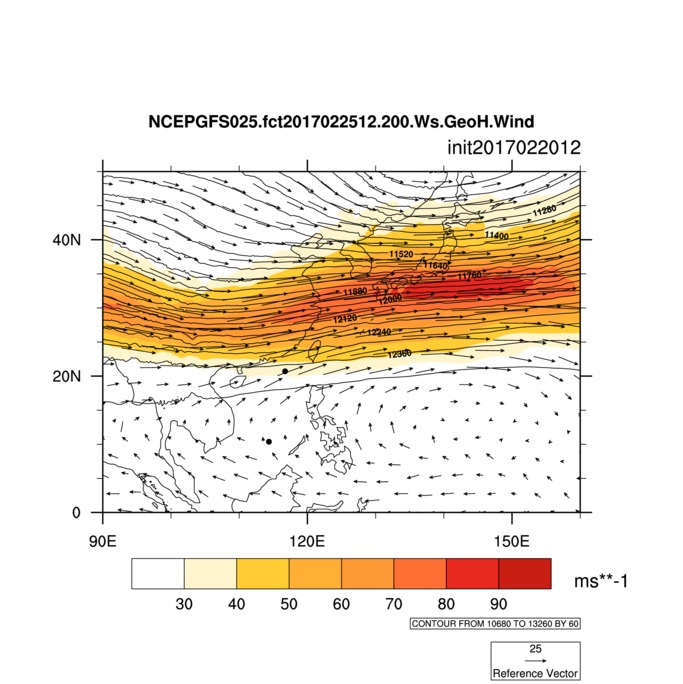 NCEPGFS025.fct2017022512.200.Ws.GeoH.Wind
init2017022012
11280
11400
40N
11520
11640
11760
11880
12000
12120
12240
12360
20N
0
90E 120E 150E
ms**-1
30 40 50 60 70 80 90
CONTOUR FROM 10680 TO 13260 BY 60
25
Reference Vector